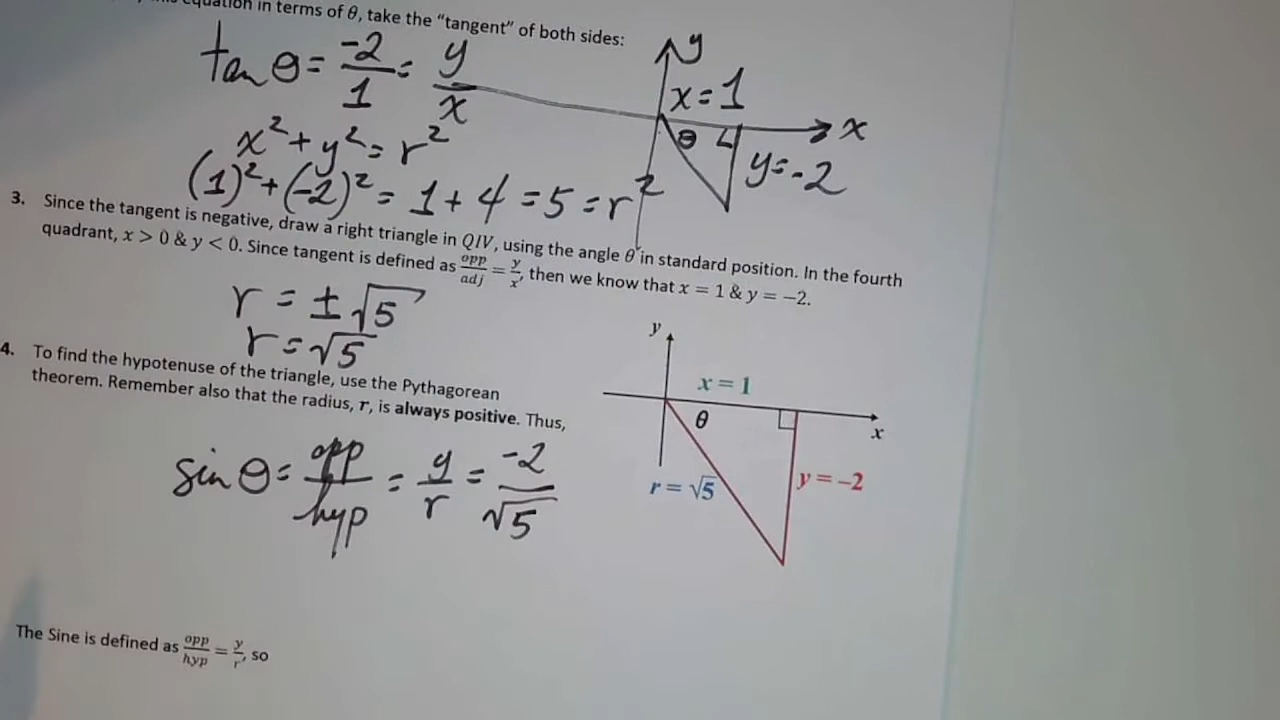 equation in terms of θ, take the “tangent” of both sides:
tan θ = -2/1 = y/x
y
x = 1
x
θ
y = -2
x² + y² = r²
(1)² + (-2)² = 1 + 4 = 5 = r²
3. Since the tangent is negative, draw a right triangle in QIV, using the angle θ in standard position. In the fourth
quadrant, x > 0 & y < 0. Since tangent is defined as opp/adj = y/x, then we know that x = 1 & y = −2.
r = ± √5
r = √5
4. To find the hypotenuse of the triangle, use the Pythagorean
theorem. Remember also that the radius, r, is always positive. Thus,
y
x = 1
θ
x
r = √5
y = −2
sin θ = opp/hyp = y/r = -2/√5
The Sine is defined as opp/hyp = y/r, so